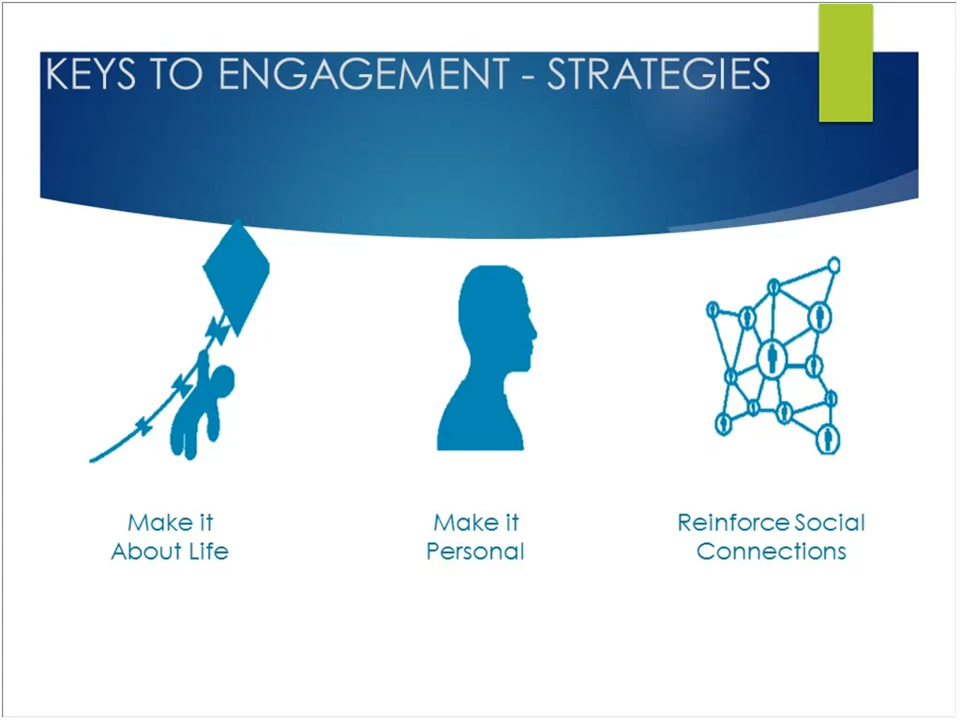 KEYS TO ENGAGEMENT - STRATEGIES
Make it
About Life
Make it
Personal
Reinforce Social
Connections